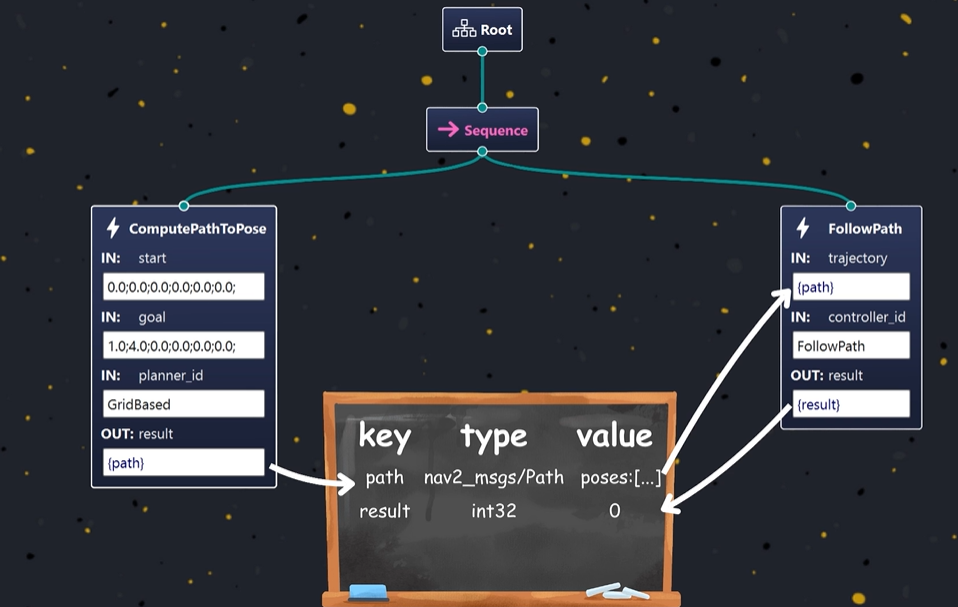 Root
Sequence
ComputePathToPose
IN: start
0.0;0.0;0.0;0.0;0.0;0.0;
IN: goal
1.0;4.0;0.0;0.0;0.0;0.0;
IN: planner_id
GridBased
OUT: result
{path}
FollowPath
IN: trajectory
{path}
IN: controller_id
FollowPath
OUT: result
{result}
key type value
path nav2_msgs/Path poses:[...]
result int32 0